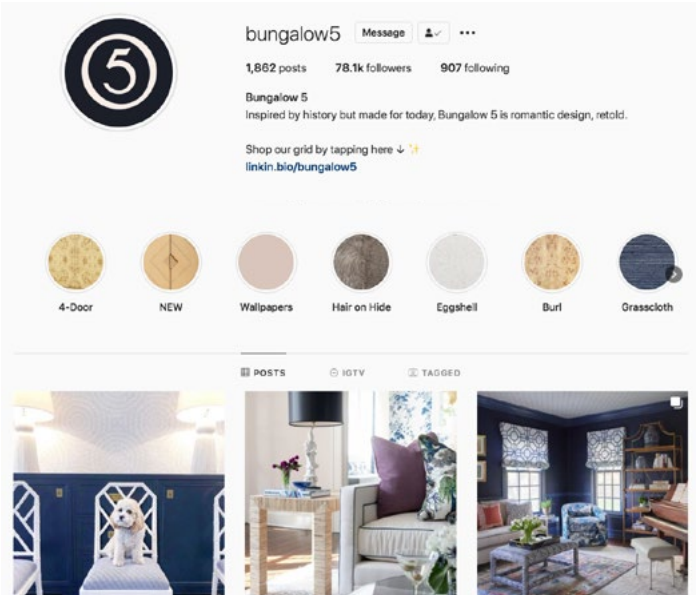 5
bungalow5 Message
1,862 posts 78.1k followers 907 following
Bungalow 5
Inspired by history but made for today, Bungalow 5 is romantic design, retold.
Shop our grid by tapping here ↓ ✨
linkin.bio/bungalow5
4-Door NEW Wallpapers Hair on Hide Eggshell Burl Grasscloth
POSTS IGTV TAGGED